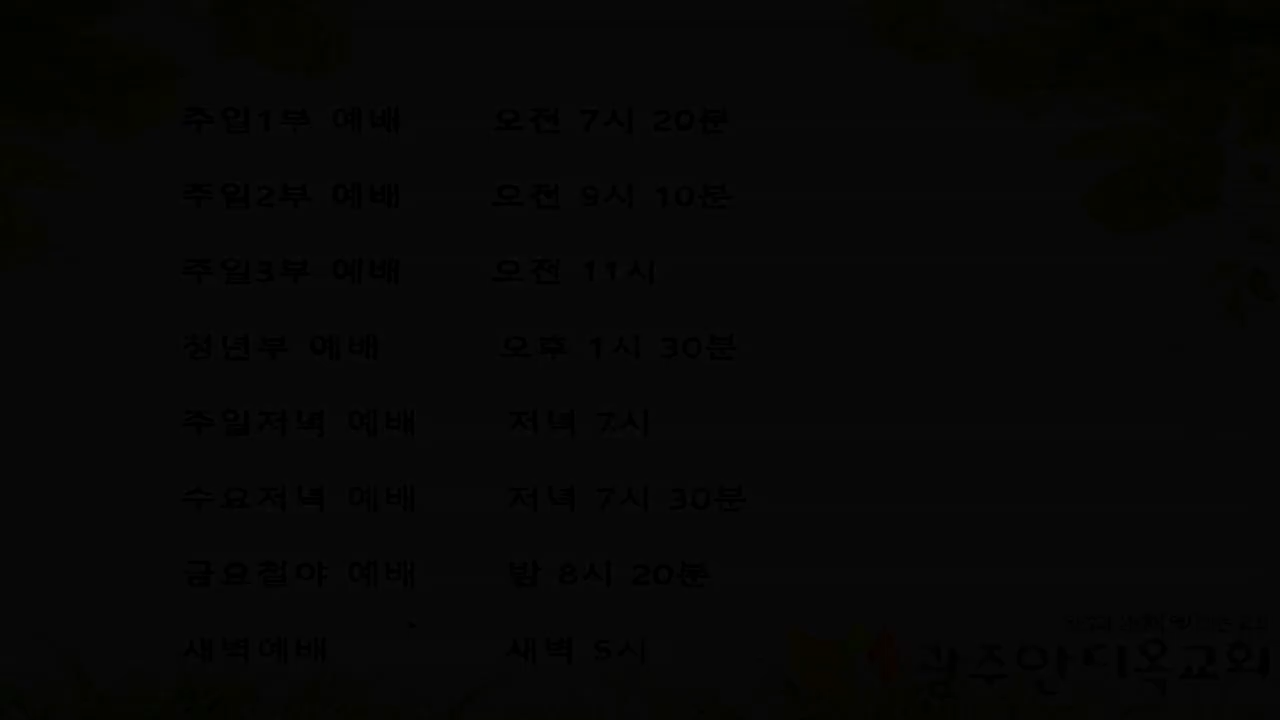 주일1부 예배 오전 7시 20분
주일2부 예배 오전 9시 10분
주일3부 예배 오전 11시
청년부 예배 오후 1시 30분
주일저녁 예배 저녁 7시
수요저녁 예배 저녁 7시 30분
금요철야 예배 밤 8시 20분
새벽예배 새벽 5시
광주안디옥교회